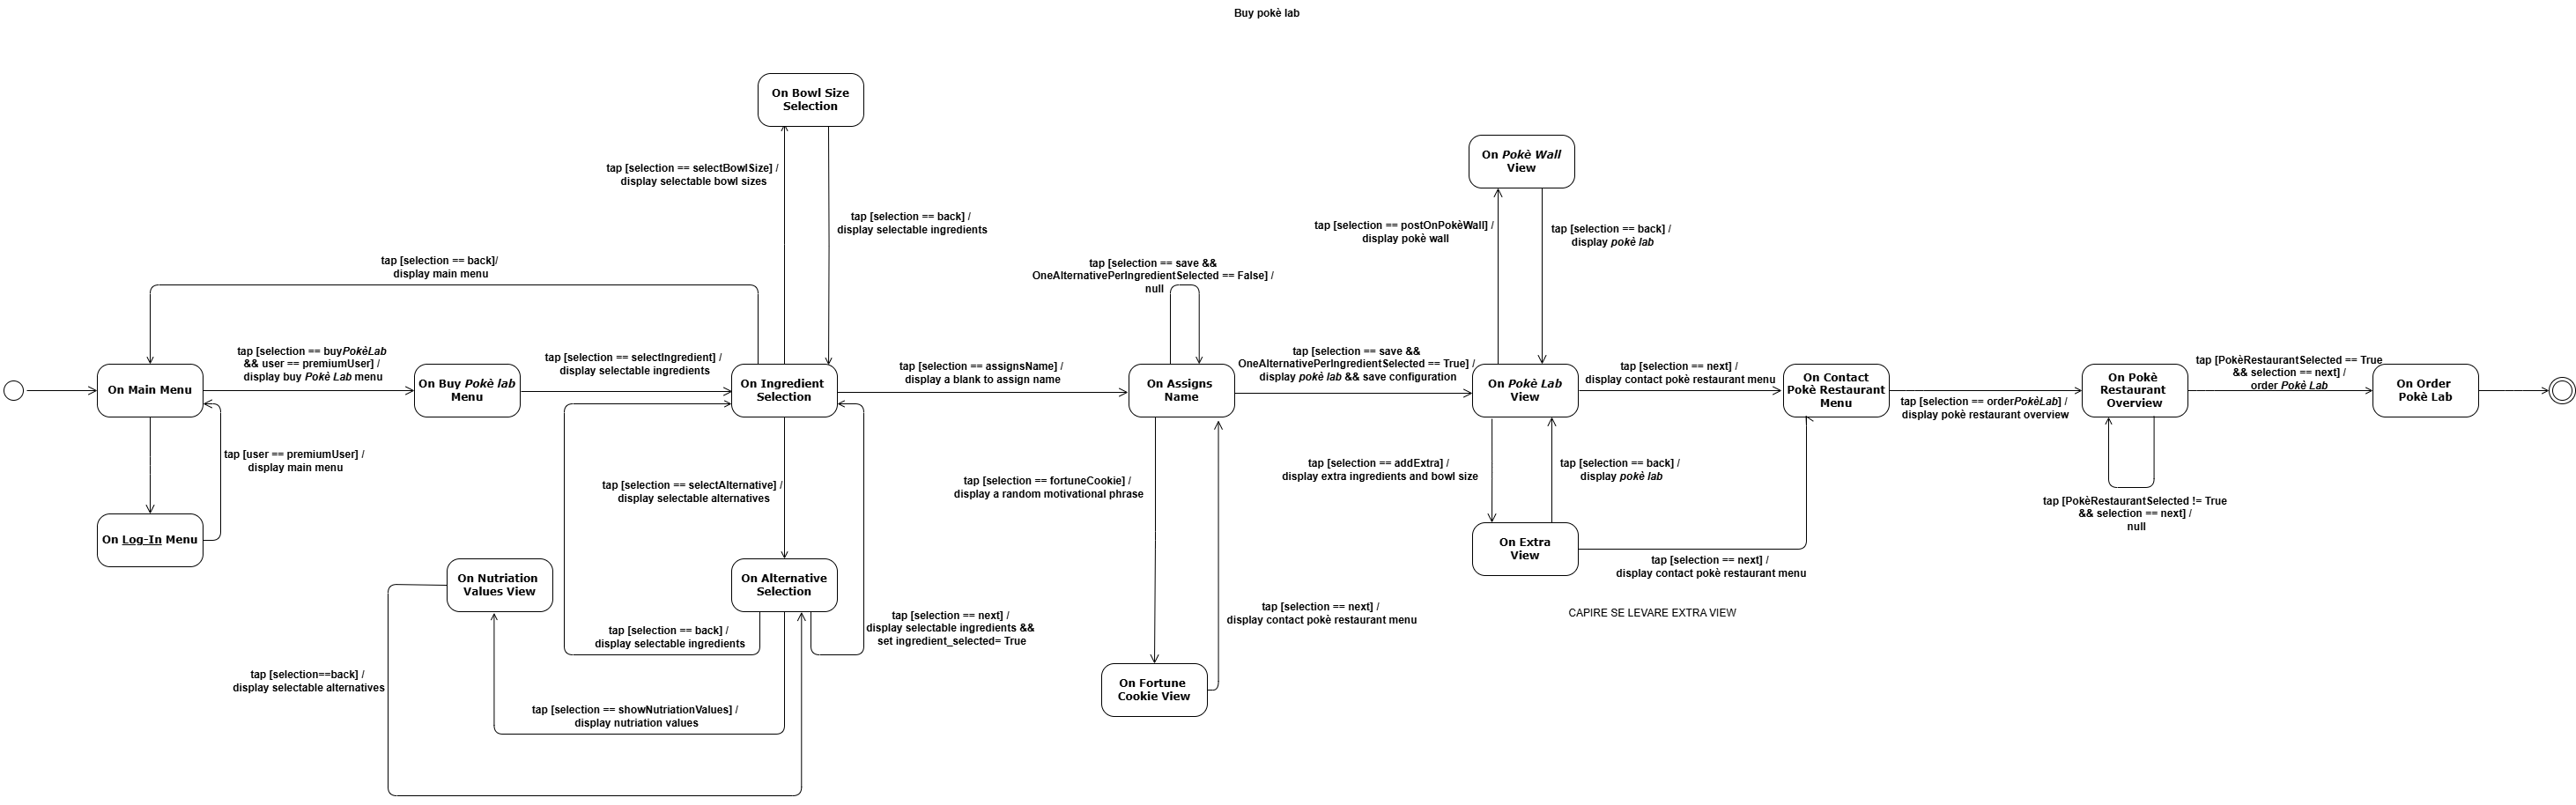 Buy pokè lab
On Bowl Size
Selection
tap [selection == selectBowlSize] /
display selectable bowl sizes
tap [selection == back] /
display selectable ingredients
tap [selection == back]/
display main menu
On Main Menu
tap [selection == buyPokèLab
&& user == premiumUser] /
display buy Pokè Lab menu
On Buy Pokè lab
Menu
tap [selection == selectIngredient] /
display selectable ingredients
On Ingredient
Selection
tap [selection == assignsName] /
display a blank to assign name
tap [selection == save &&
OneAlternativePerIngredientSelected == False] /
null
On Assigns
Name
tap [selection == save &&
OneAlternativePerIngredientSelected == True] /
display pokè lab && save configuration
On Pokè Wall
View
tap [selection == postOnPokèWall] /
display pokè wall
tap [selection == back] /
display pokè lab
On Pokè Lab
View
tap [selection == next] /
display contact pokè restaurant menu
On Contact
Pokè Restaurant
Menu
tap [selection == orderPokèLab] /
display pokè restaurant overview
On Pokè
Restaurant
Overview
tap [PokèRestaurantSelected == True
&& selection == next] /
order Pokè Lab
On Order
Pokè Lab
tap [user == premiumUser] /
display main menu
On Log-In Menu
tap [selection == selectAlternative] /
display selectable alternatives
On Nutriation
Values View
On Alternative
Selection
tap [selection == back] /
display selectable ingredients
tap [selection == next] /
display selectable ingredients &&
set ingredient_selected= True
tap [selection==back] /
display selectable alternatives
tap [selection == showNutriationValues] /
display nutriation values
tap [selection == fortuneCookie] /
display a random motivational phrase
tap [selection == next] /
display contact pokè restaurant menu
On Fortune
Cookie View
tap [selection == addExtra] /
display extra ingredients and bowl size
tap [selection == back] /
display pokè lab
On Extra
View
tap [selection == next] /
display contact pokè restaurant menu
CAPIRE SE LEVARE EXTRA VIEW
tap [PokèRestaurantSelected != True
&& selection == next] /
null